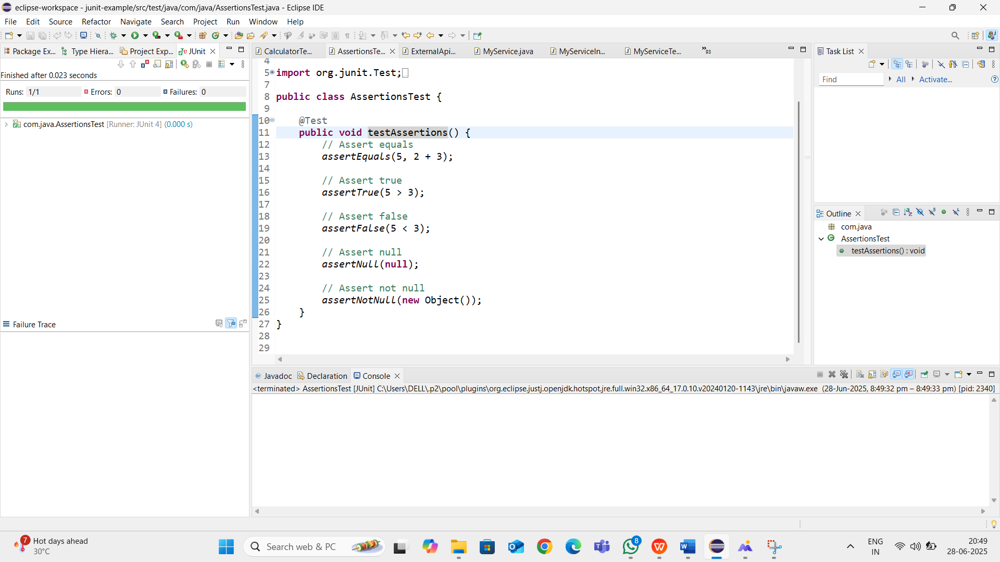 eclipse-workspace - junit-example/src/test/java/com/java/AssertionsTest.java - Eclipse IDE
File Edit Source Refactor Navigate Search Project Run Window Help
Package Ex... Type Hiera... Project Exp... JUnit
Finished after 0.023 seconds
Runs: 1/1 Errors: 0 Failures: 0
com.java.AssertionsTest [Runner: JUnit 4] (0.000 s)
Failure Trace
CalculatorTe... AssertionsTe... ExternalApi... MyService.java MyServiceIn... MyServiceTe... »93
4
5 import org.junit.Test;
7
8 public class AssertionsTest {
9
10 @Test
11 public void testAssertions() {
12 // Assert equals
13 assertEquals(5, 2 + 3);
14
15 // Assert true
16 assertTrue(5 > 3);
17
18 // Assert false
19 assertFalse(5 < 3);
20
21 // Assert null
22 assertNull(null);
23
24 // Assert not null
25 assertNotNull(new Object());
26 }
27 }
28
29
Task List
Find All Activate...
Outline
com.java
AssertionsTest
testAssertions() : void
@ Javadoc Declaration Console
<terminated> AssertionsTest [JUnit] C:\Users\DELL\.p2\pool\plugins\org.eclipse.justj.openjdk.hotspot.jre.full.win32.x86_64_17.0.10.v20240120-1143\jre\bin\javaw.exe (28-Jun-2025, 8:49:32 pm – 8:49:33 pm) [pid: 2340]
7 Hot days ahead
30°C
Search web & PC
8
ENG
IN
20:49
28-06-2025